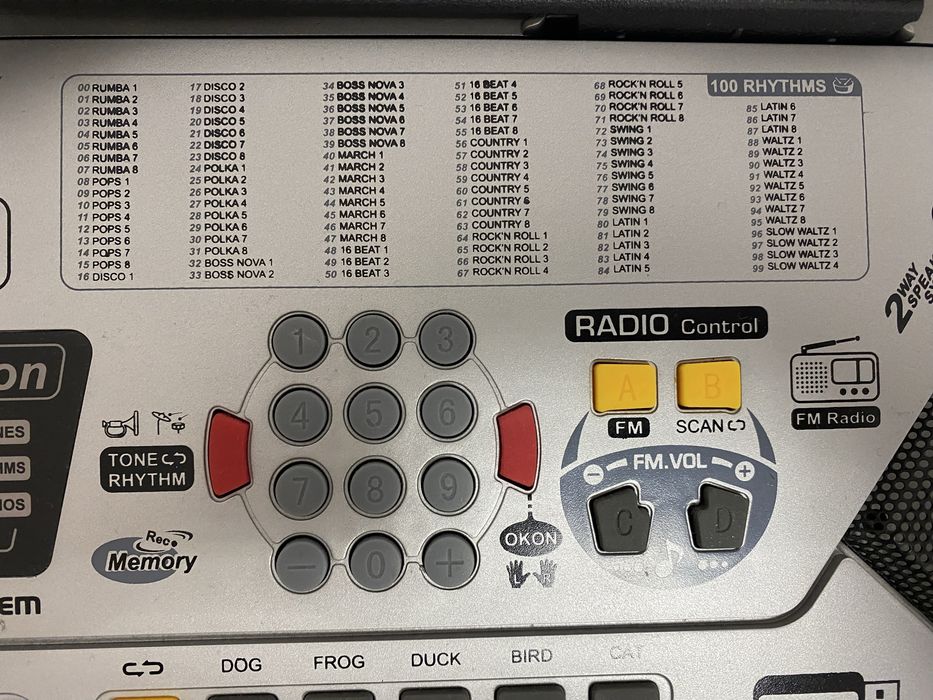 100 RHYTHMS
00 RUMBA 1
01 RUMBA 2
02 RUMBA 3
03 RUMBA 4
04 RUMBA 5
05 RUMBA 6
06 RUMBA 7
07 RUMBA 8
08 POPS 1
09 POPS 2
10 POPS 3
11 POPS 4
12 POPS 5
13 POPS 6
14 POPS 7
15 POPS 8
16 DISCO 1
17 DISCO 2
18 DISCO 3
19 DISCO 4
20 DISCO 5
21 DISCO 6
22 DISCO 7
23 DISCO 8
24 POLKA 1
25 POLKA 2
26 POLKA 3
27 POLKA 4
28 POLKA 5
29 POLKA 6
30 POLKA 7
31 POLKA 8
32 BOSS NOVA 1
33 BOSS NOVA 2
34 BOSS NOVA 3
35 BOSS NOVA 4
36 BOSS NOVA 5
37 BOSS NOVA 6
38 BOSS NOVA 7
39 BOSS NOVA 8
40 MARCH 1
41 MARCH 2
42 MARCH 3
43 MARCH 4
44 MARCH 5
45 MARCH 6
46 MARCH 7
47 MARCH 8
48 16 BEAT 1
49 16 BEAT 2
50 16 BEAT 3
51 16 BEAT 4
52 16 BEAT 5
53 16 BEAT 6
54 16 BEAT 7
55 16 BEAT 8
56 COUNTRY 1
57 COUNTRY 2
58 COUNTRY 3
59 COUNTRY 4
60 COUNTRY 5
61 COUNTRY 6
62 COUNTRY 7
63 COUNTRY 8
64 ROCK'N ROLL 1
65 ROCK'N ROLL 2
66 ROCK'N ROLL 3
67 ROCK'N ROLL 4
68 ROCK'N ROLL 5
69 ROCK'N ROLL 6
70 ROCK'N ROLL 7
71 ROCK'N ROLL 8
72 SWING 1
73 SWING 2
74 SWING 3
75 SWING 4
76 SWING 5
77 SWING 6
78 SWING 7
79 SWING 8
80 LATIN 1
81 LATIN 2
82 LATIN 3
83 LATIN 4
84 LATIN 5
85 LATIN 6
86 LATIN 7
87 LATIN 8
88 WALTZ 1
89 WALTZ 2
90 WALTZ 3
91 WALTZ 4
92 WALTZ 5
93 WALTZ 6
94 WALTZ 7
95 WALTZ 8
96 SLOW WALTZ 1
97 SLOW WALTZ 2
98 SLOW WALTZ 3
99 SLOW WALTZ 4
2 WAY
RADIO Control
1 2 3
4 5 6
7 8 9
− 0 +
TONE
RHYTHM
Rec
Memory
OKON
L R
A B
FM SCAN
− FM.VOL +
C D
FM Radio
DOG FROG DUCK BIRD CAT